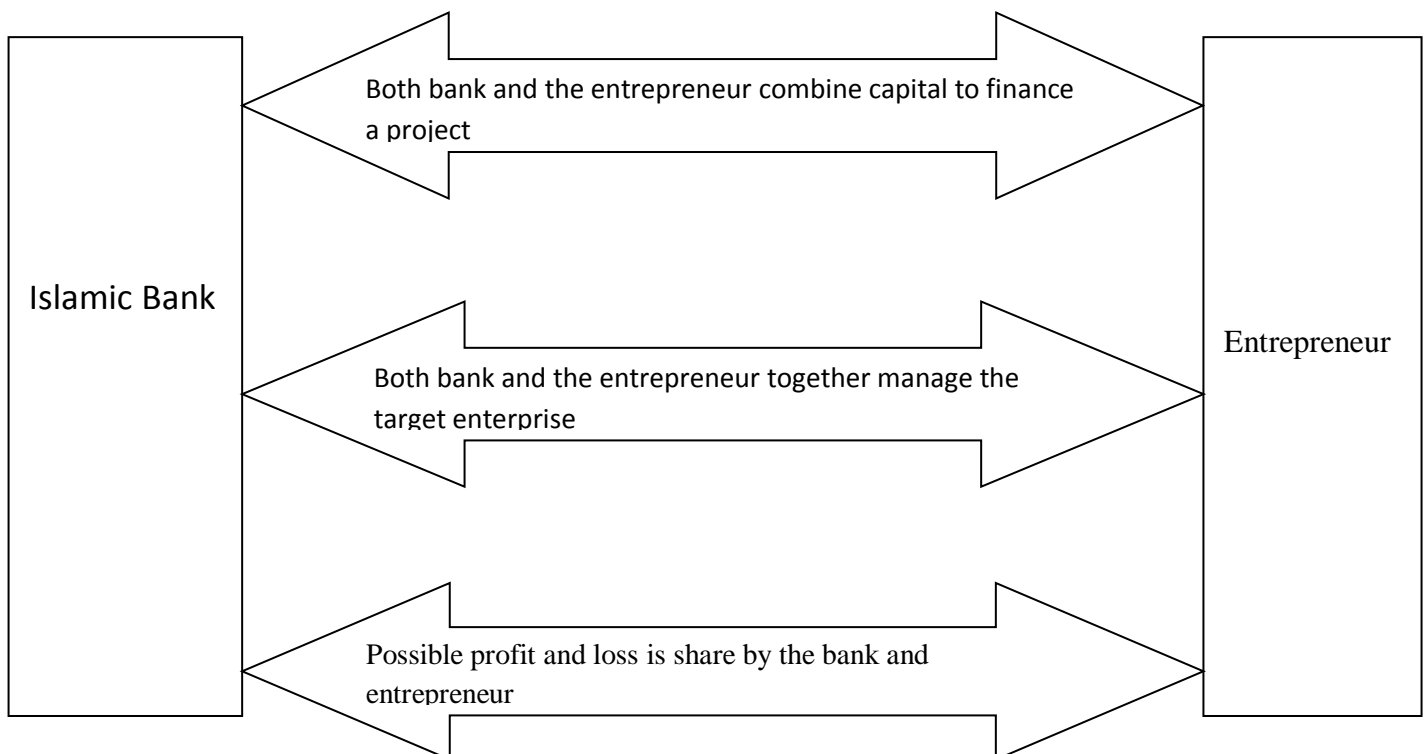 Both bank and the entrepreneur combine capital to finance
a project
Islamic Bank
Entrepreneur
Both bank and the entrepreneur together manage the
target enterprise
Possible profit and loss is share by the bank and
entrepreneur